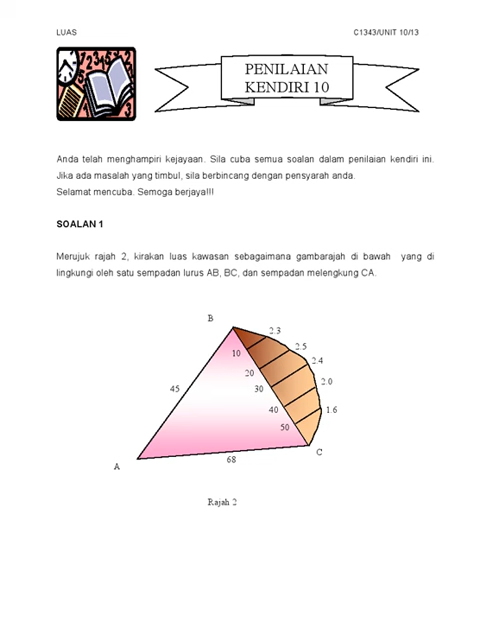 LUAS C1343/UNIT 10/13
PENILAIAN
KENDIRI 10
Anda telah menghampiri kejayaan. Sila cuba semua soalan dalam penilaian kendiri ini.
Jika ada masalah yang timbul, sila berbincang dengan pensyarah anda.
Selamat mencuba. Semoga berjaya!!!
SOALAN 1
Merujuk rajah 2, kirakan luas kawasan sebagaimana gambarajah di bawah yang di
lingkungi oleh satu sempadan lurus AB, BC, dan sempadan melengkung CA.
B
2.3
2.5
10
2.4
20
2.0
45
30
40
1.6
50
C
68
A
Rajah 2